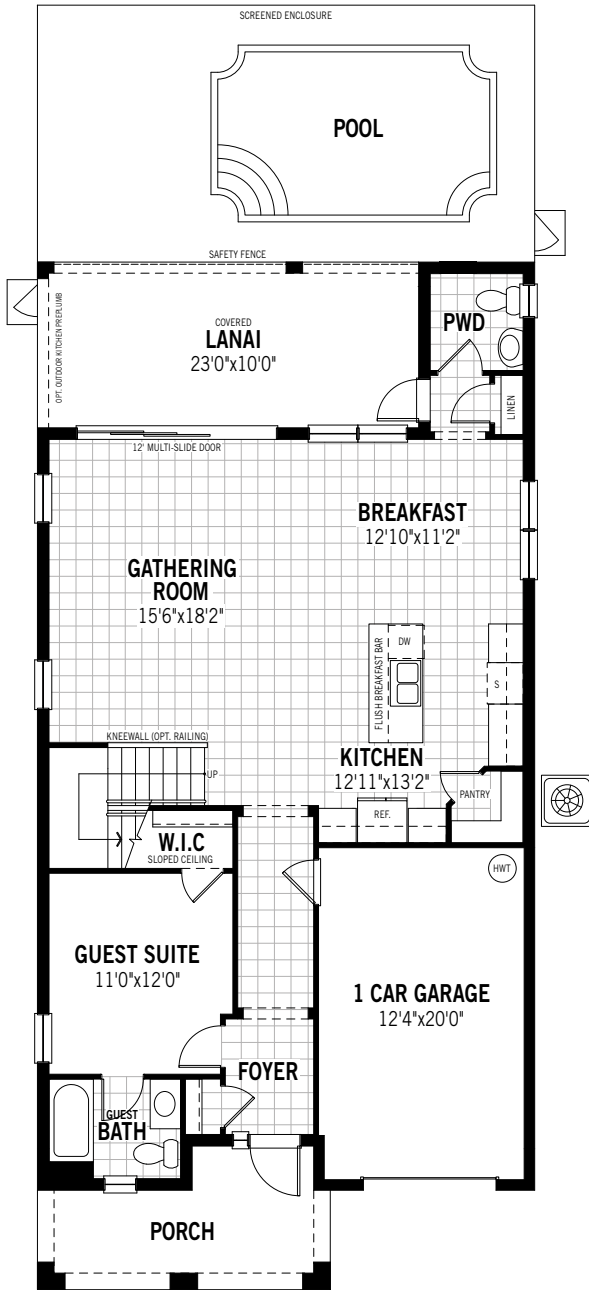 SCREENED ENCLOSURE
POOL
SAFETY FENCE
OPT. OUTDOOR KITCHEN PREPLUMB
COVERED
LANAI
23'0"x10'0"
PWD
LINEN
12' MULTI-SLIDE DOOR
BREAKFAST
12'10"x11'2"
GATHERING
ROOM
15'6"x18'2"
FLUSH BREAKFAST BAR
DW
S
KNEEWALL (OPT. RAILING)
UP
KITCHEN
12'11"x13'2"
PANTRY
REF.
W.I.C
SLOPED CEILING
HWT
GUEST SUITE
11'0"x12'0"
1 CAR GARAGE
12'4"x20'0"
FOYER
GUEST
BATH
PORCH